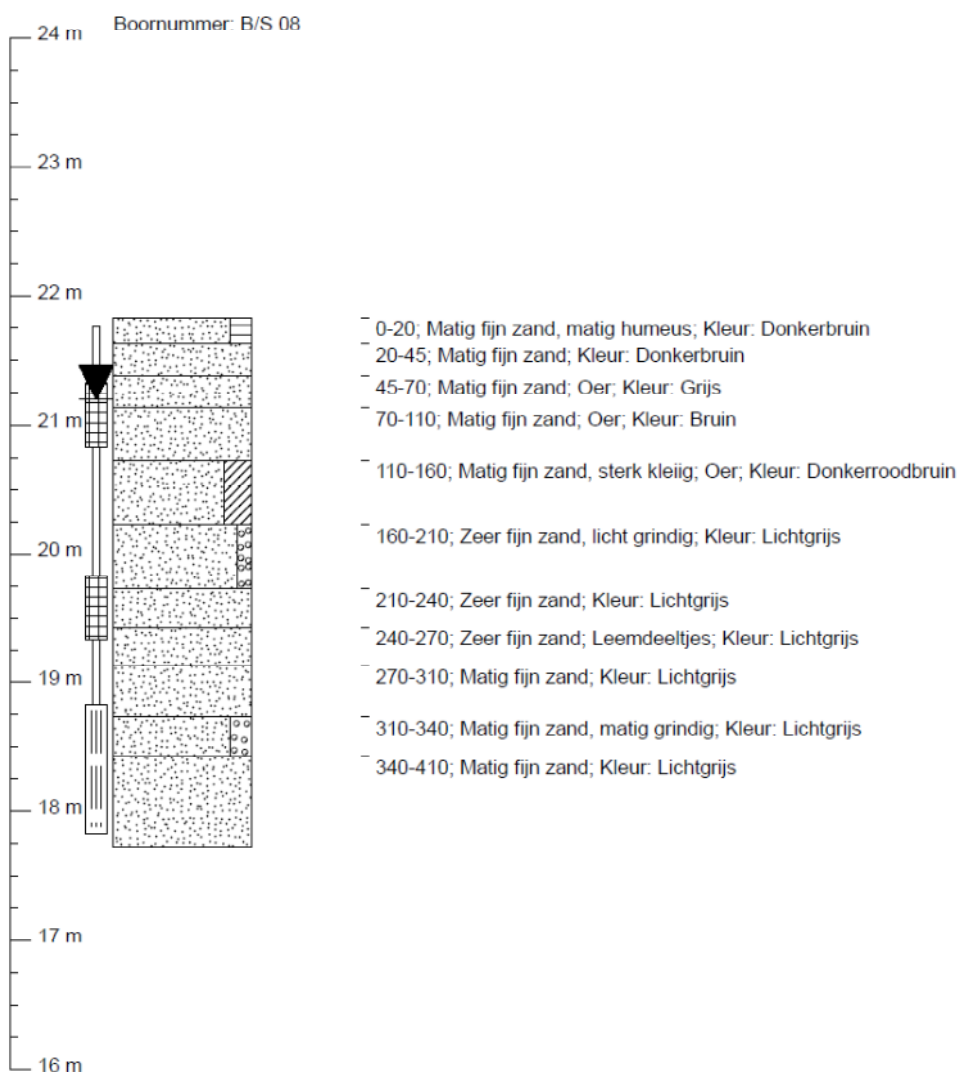 Boornummer: B/S 08
24 m
23 m
22 m
0-20; Matig fijn zand, matig humeus; Kleur: Donkerbruin
20-45; Matig fijn zand; Kleur: Donkerbruin
45-70; Matig fijn zand; Oer; Kleur: Grijs
21 m
70-110; Matig fijn zand; Oer; Kleur: Bruin
110-160; Matig fijn zand, sterk kleiig; Oer; Kleur: Donkerroodbruin
20 m
160-210; Zeer fijn zand, licht grindig; Kleur: Lichtgrijs
210-240; Zeer fijn zand; Kleur: Lichtgrijs
240-270; Zeer fijn zand; Leemdeeltjes; Kleur: Lichtgrijs
19 m
270-310; Matig fijn zand; Kleur: Lichtgrijs
310-340; Matig fijn zand, matig grindig; Kleur: Lichtgrijs
340-410; Matig fijn zand; Kleur: Lichtgrijs
18 m
17 m
16 m